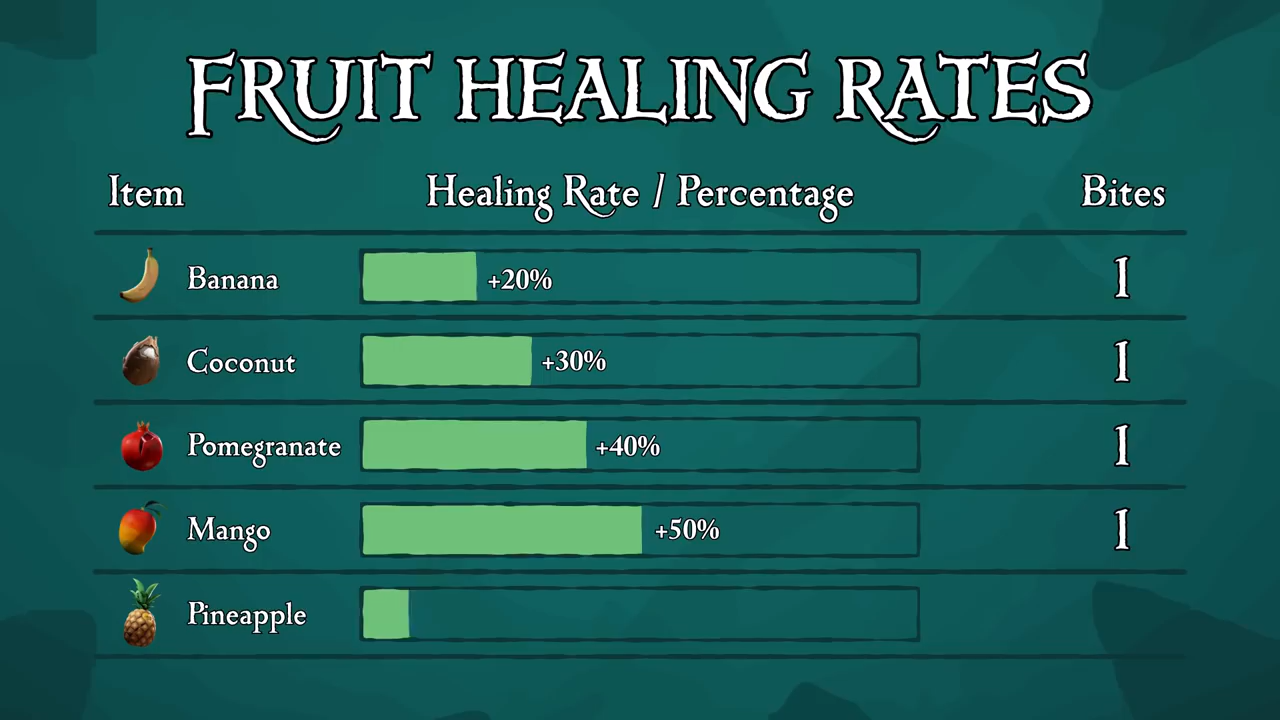 FRUIT HEALING RATES
Item Healing Rate / Percentage Bites
Banana +20% 1
Coconut +30% 1
Pomegranate +40% 1
Mango +50% 1
Pineapple